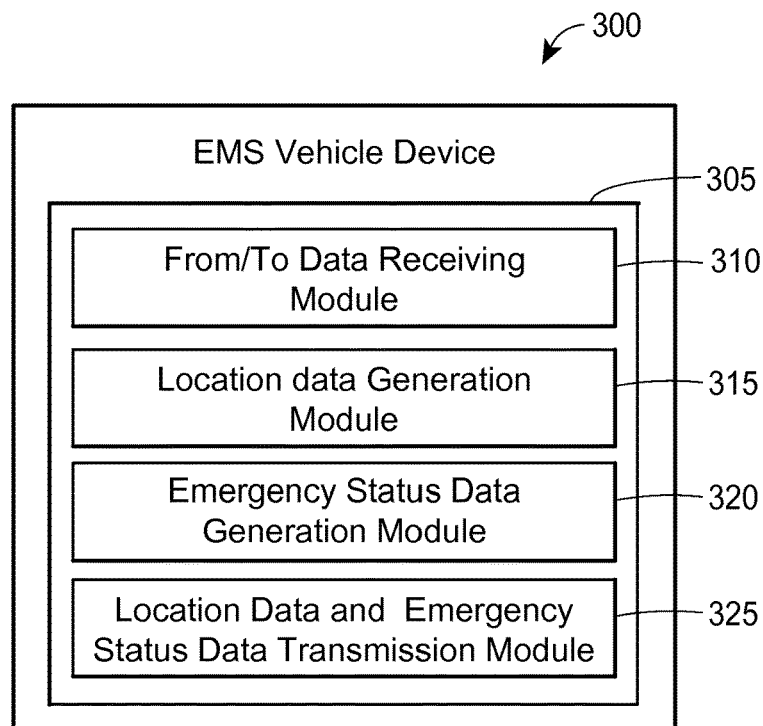 300
EMS Vehicle Device
305
From/To Data Receiving
Module
310
Location data Generation
Module
315
Emergency Status Data
Generation Module
320
Location Data and Emergency
Status Data Transmission Module
325